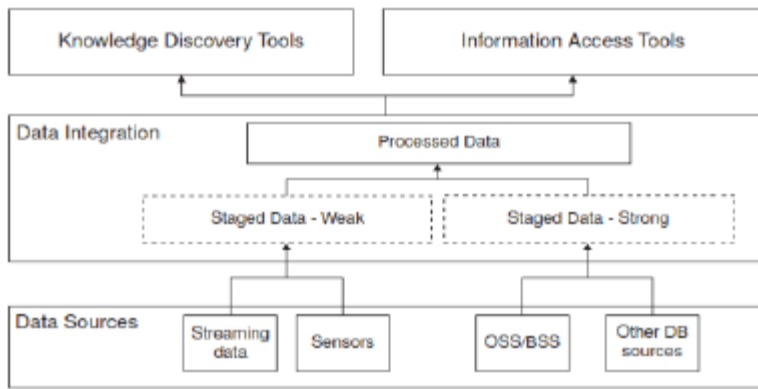 Knowledge Discovery Tools
Information Access Tools
Data Integration
Processed Data
Staged Data - Weak
Staged Data - Strong
Data Sources
Streaming
data
Sensors
OSS/BSS
Other DB
sources